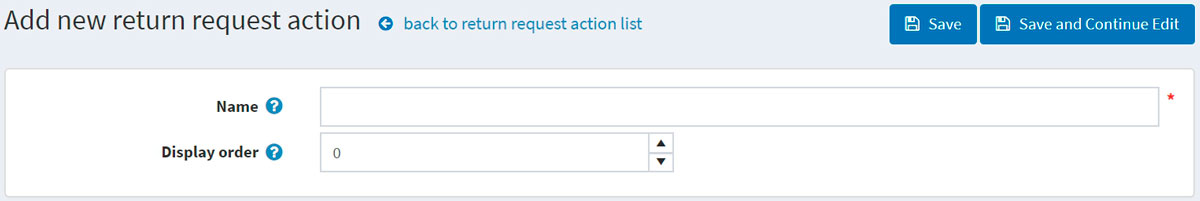 Add new return request action back to return request action list Save Save and Continue Edit
Name *
Display order 0